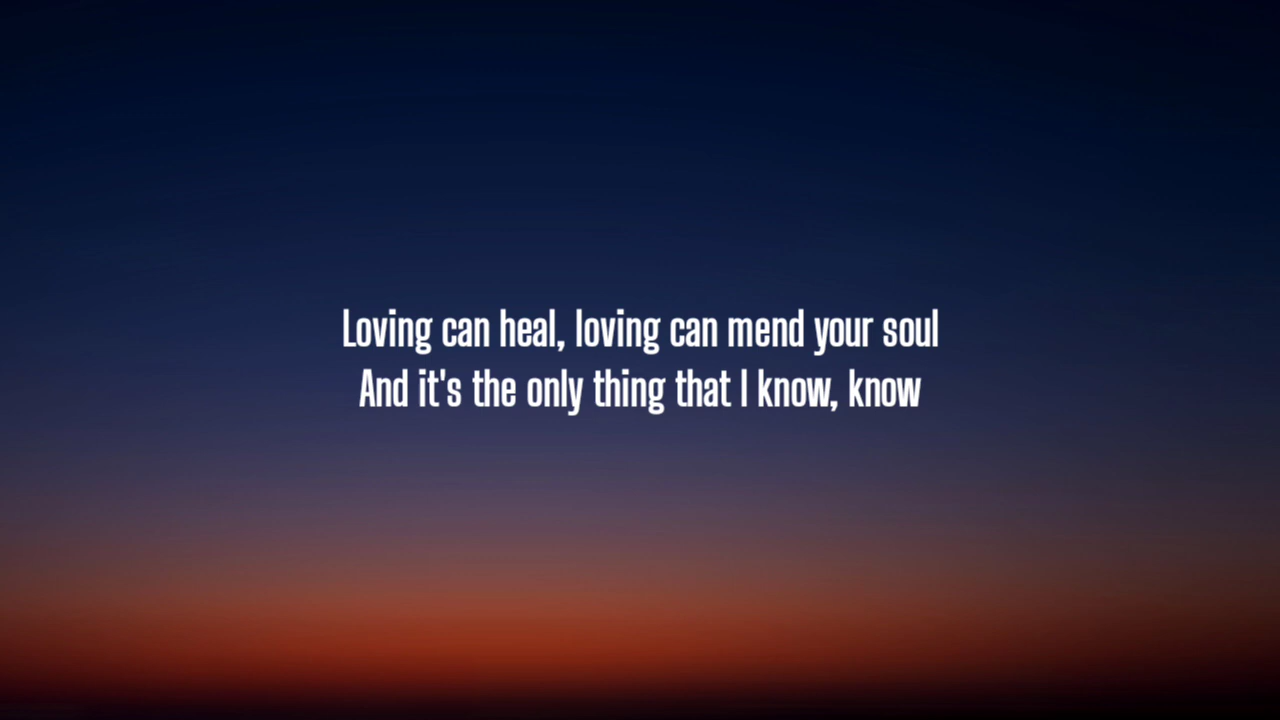 Loving can heal, loving can mend your soul
And it's the only thing that I know, know